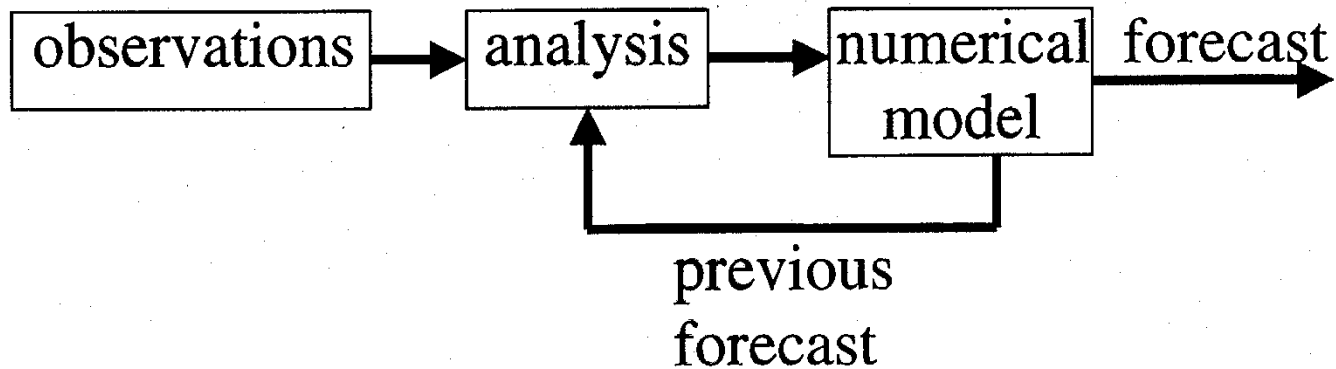 observations
analysis
numerical
model
forecast
previous
forecast